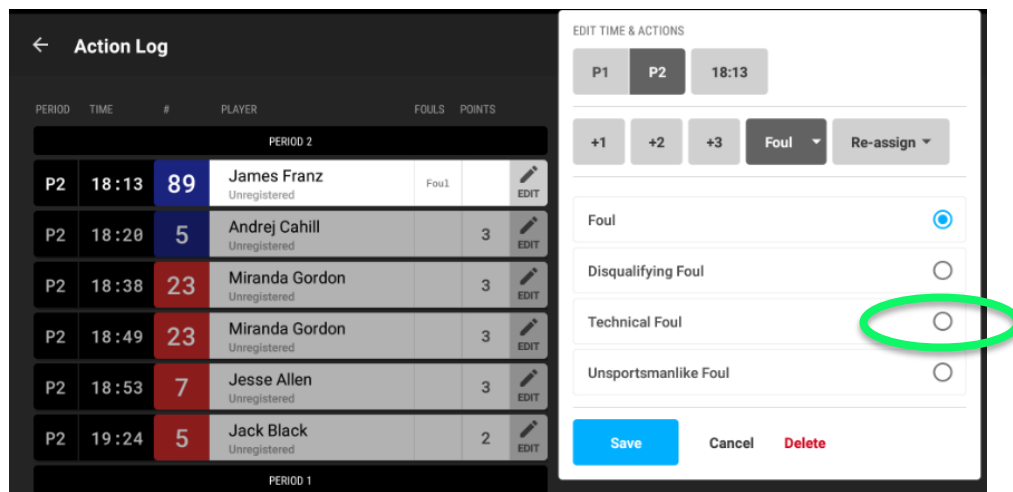 Action Log
PERIOD TIME # PLAYER FOULS POINTS
PERIOD 2
P2 18:13 89 James Franz Foul EDIT
Unregistered
P2 18:20 5 Andrej Cahill 3 EDIT
Unregistered
P2 18:38 23 Miranda Gordon 3 EDIT
Unregistered
P2 18:49 23 Miranda Gordon 3 EDIT
Unregistered
P2 18:53 7 Jesse Allen 3 EDIT
Unregistered
P2 19:24 5 Jack Black 2 EDIT
Unregistered
PERIOD 1
EDIT TIME & ACTIONS
P1 P2 18:13
+1 +2 +3 Foul Re-assign
Foul
Disqualifying Foul
Technical Foul
Unsportsmanlike Foul
Save Cancel Delete